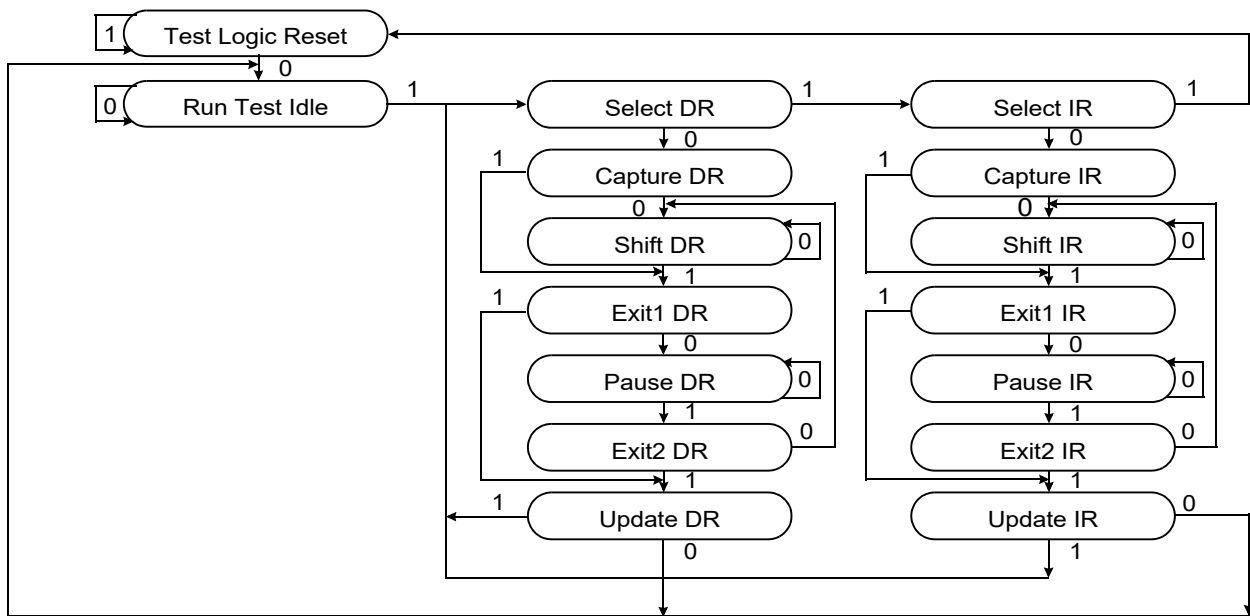 1 Test Logic Reset
0
0 Run Test Idle 1 Select DR 1 Select IR 1
0 0
1 Capture DR 1 Capture IR
0 0
Shift DR 0 Shift IR 0
1 1
1 Exit1 DR 1 Exit1 IR
0 0
Pause DR 0 Pause IR 0
1 1
Exit2 DR 0 Exit2 IR 0
1 1
1 Update DR Update IR 0
0 1